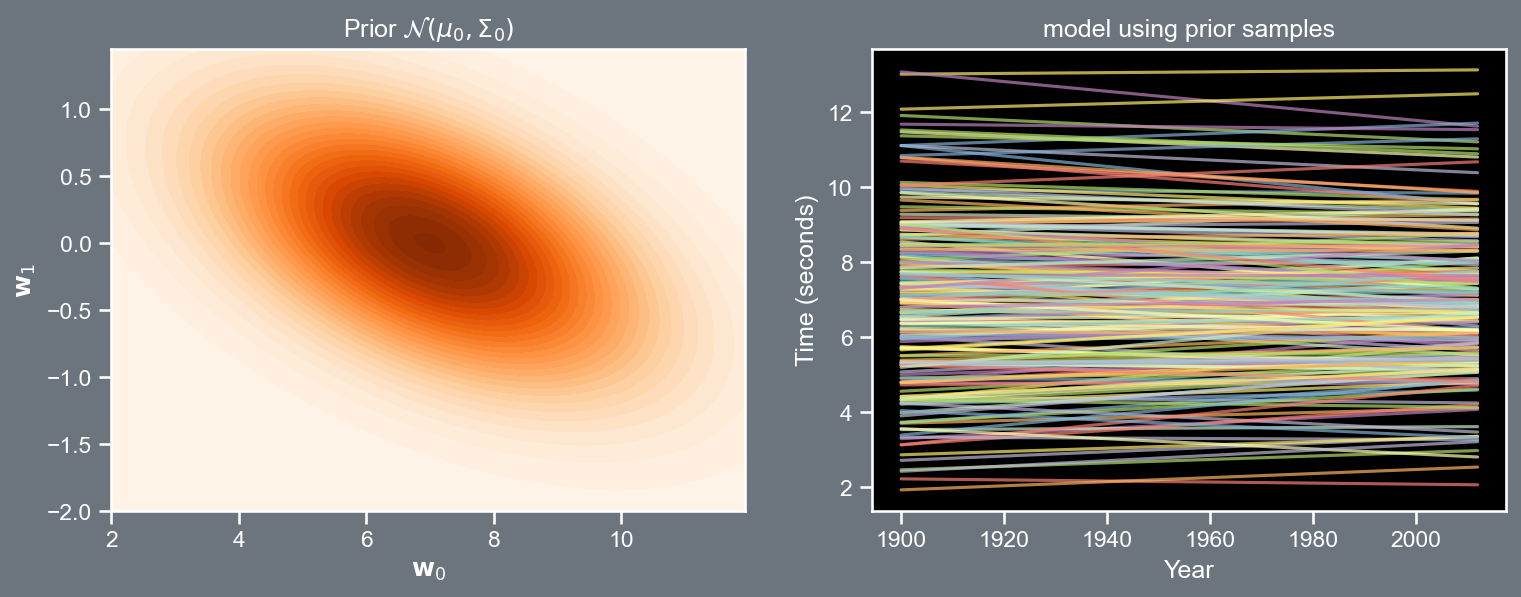 Prior 𝒩(μ₀, Σ₀)
1.0
0.5
0.0
−0.5
−1.0
−1.5
−2.0
w₁
2 4 6 8 10
w₀
model using prior samples
12
10
8
6
4
2
Time (seconds)
1900 1920 1940 1960 1980 2000
Year